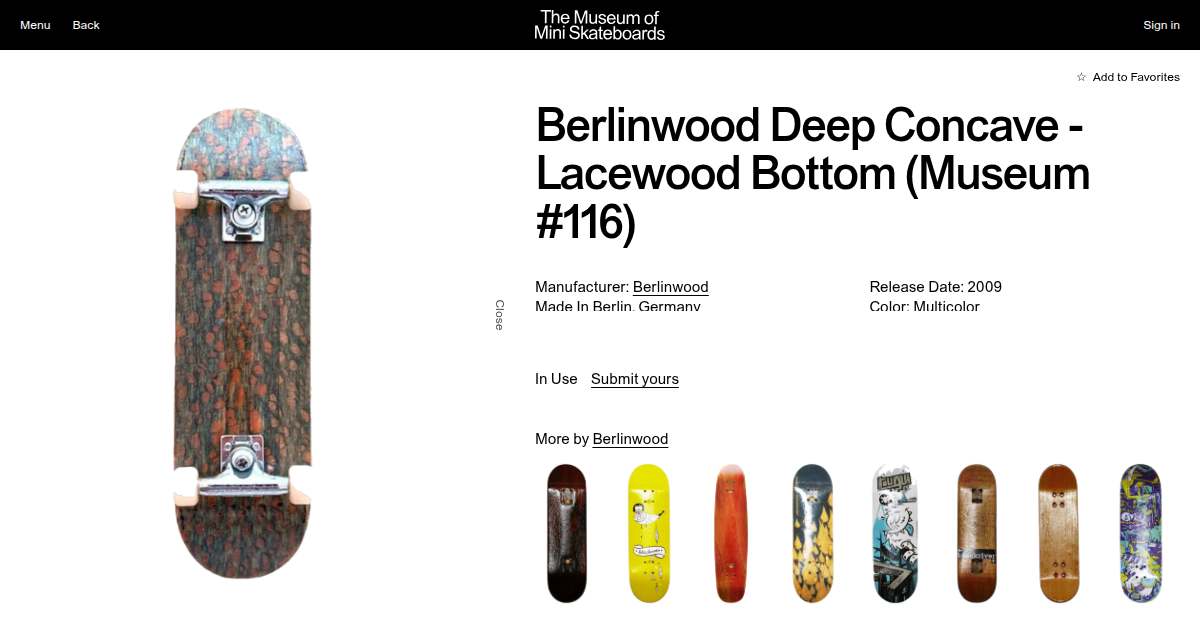 Menu
Back
The Museum of
Mini Skateboards
Sign in
☆ Add to Favorites
Berlinwood Deep Concave -
Lacewood Bottom (Museum
#116)
Manufacturer: Berlinwood
Release Date: 2009
Made In Berlin, Germany
Color: Multicolor
Close
In Use
Submit yours
More by Berlinwood